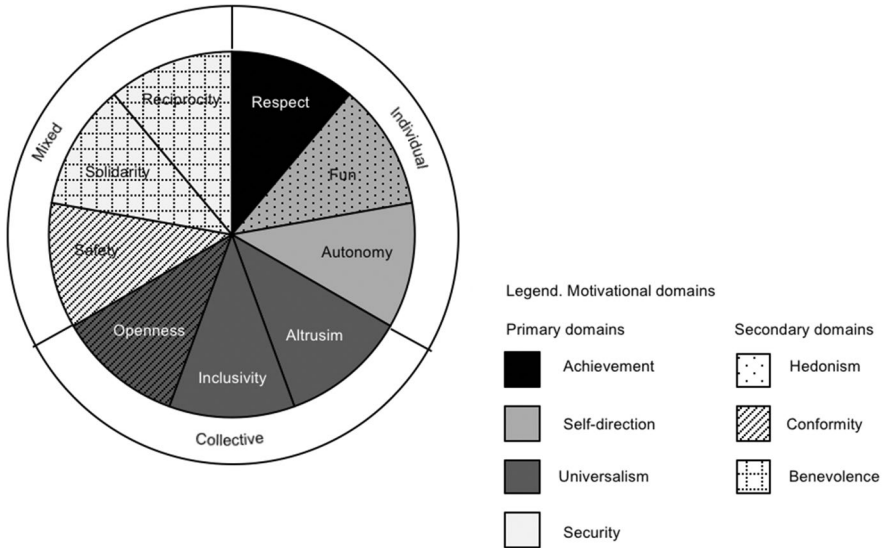 Reciprocity
Respect
Mixed
Individual
Solidarity
Fun
Safety
Autonomy
Openness
Altrusim
Inclusivity
Collective
Legend. Motivational domains
Primary domains
Secondary domains
Achievement
Hedonism
Self-direction
Conformity
Universalism
Benevolence
Security